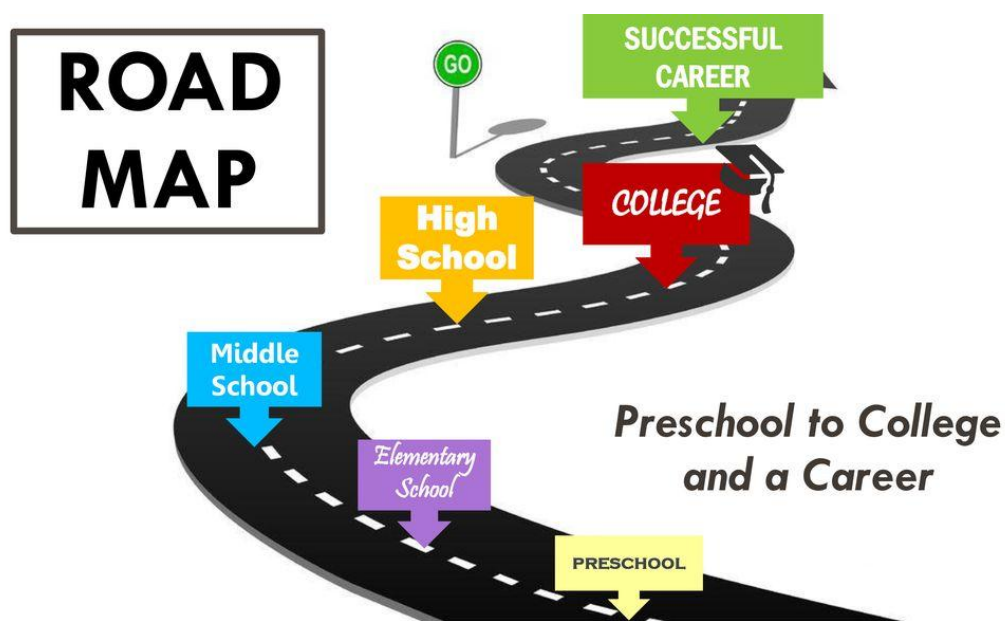 ROAD
MAP
GO
SUCCESSFUL
CAREER
COLLEGE
High
School
Middle
School
Elementary
School
PRESCHOOL
Preschool to College
and a Career